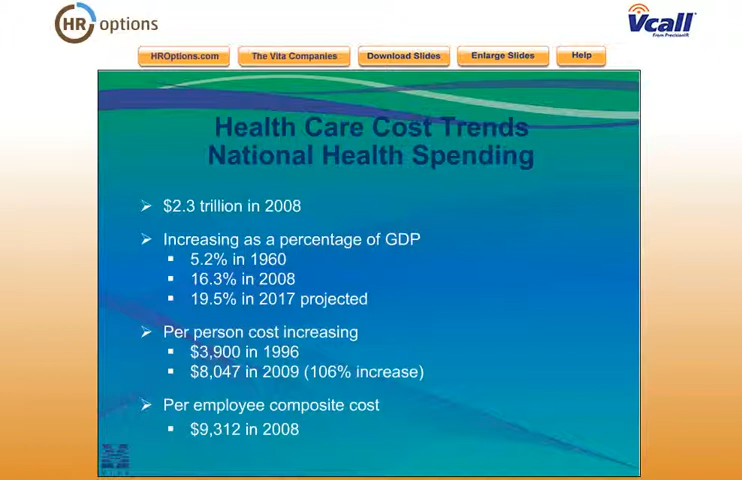 HR options
Vcall
From Precision®
HROptions.com
The Vita Companies
Download Slides
Enlarge Slides
Help
Health Care Cost Trends
National Health Spending
➢ $2.3 trillion in 2008
➢ Increasing as a percentage of GDP
▪ 5.2% in 1960
▪ 16.3% in 2008
▪ 19.5% in 2017 projected
➢ Per person cost increasing
▪ $3,900 in 1996
▪ $8,047 in 2009 (106% increase)
➢ Per employee composite cost
▪ $9,312 in 2008